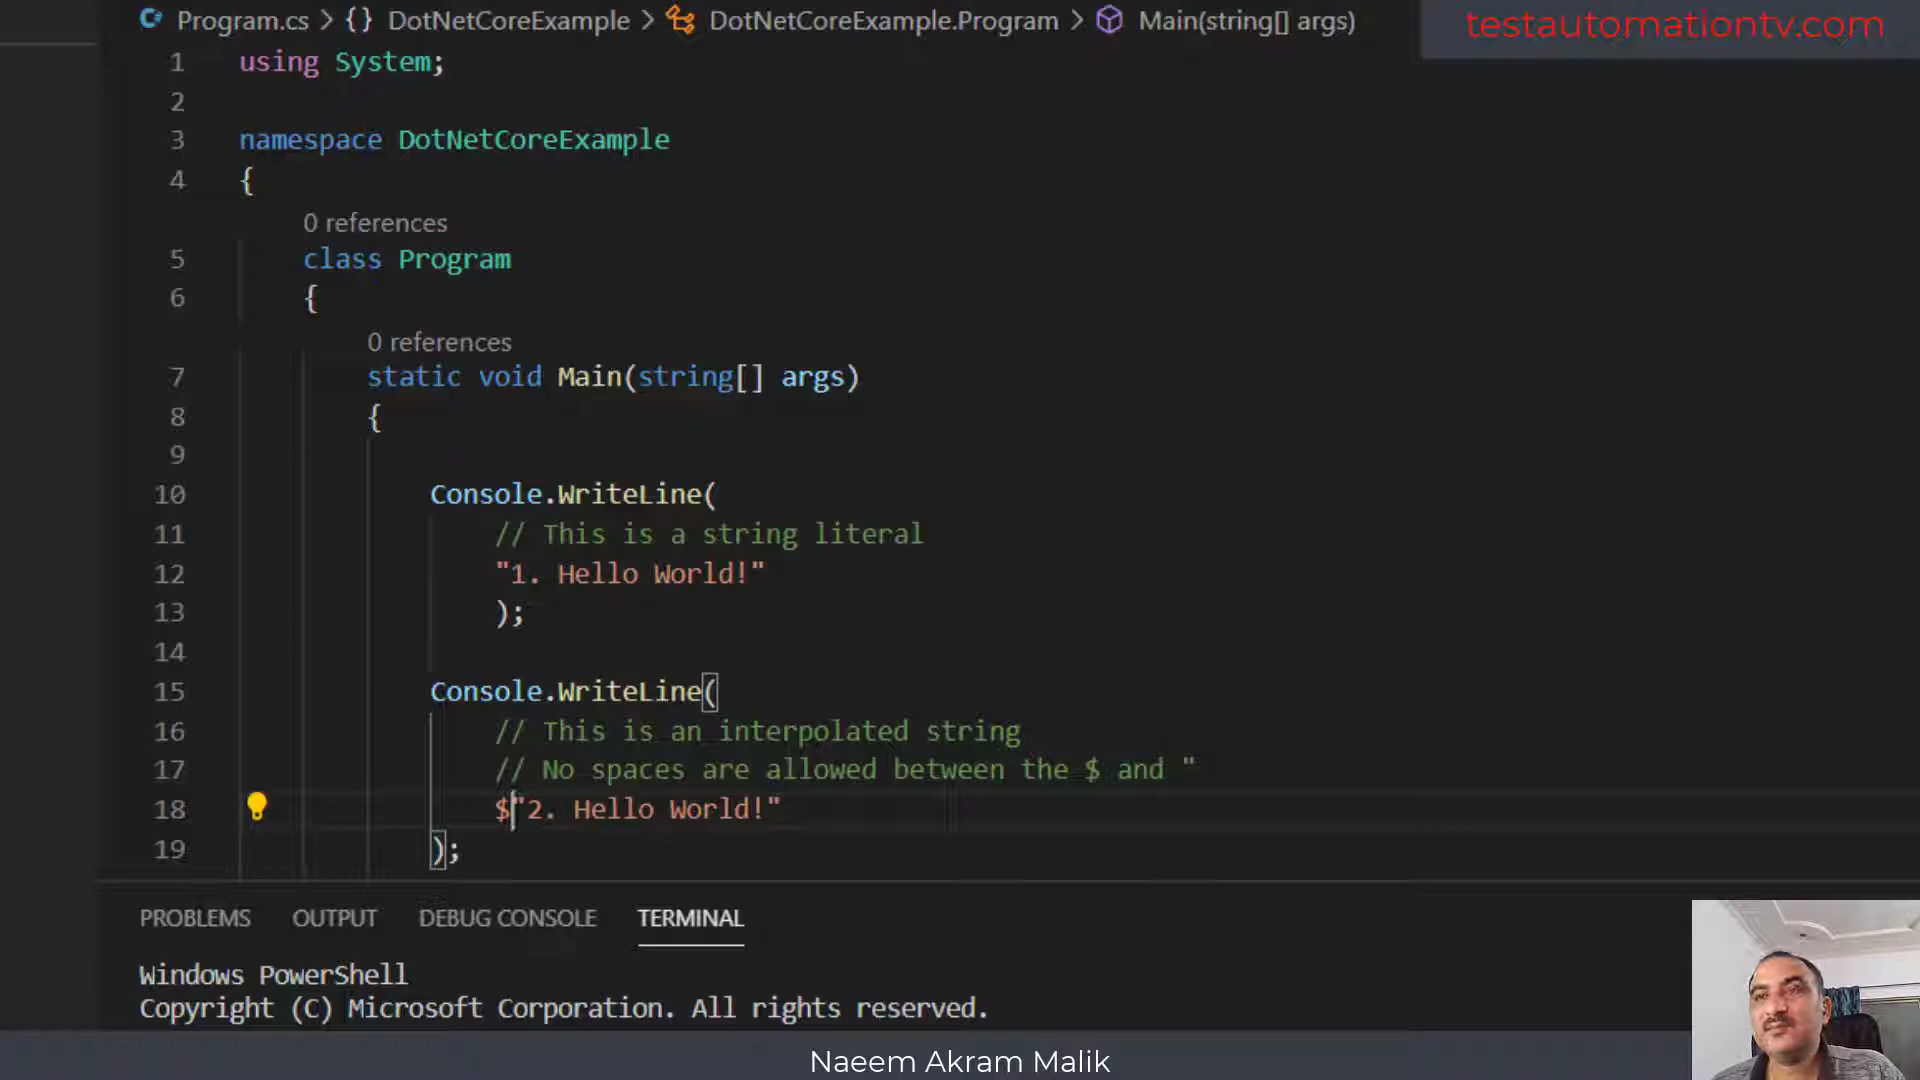 Program.cs > {} DotNetCoreExample > DotNetCoreExample.Program > Main(string[] args)
testautomationtv.com
1 using System;
2
3 namespace DotNetCoreExample
4 {
0 references
5 class Program
6 {
0 references
7 static void Main(string[] args)
8 {
9
10 Console.WriteLine(
11 // This is a string literal
12 "1. Hello World!"
13 );
14
15 Console.WriteLine(
16 // This is an interpolated string
17 // No spaces are allowed between the $ and "
18 $"2. Hello World!"
19 );
PROBLEMS OUTPUT DEBUG CONSOLE TERMINAL
Windows PowerShell
Copyright (C) Microsoft Corporation. All rights reserved.
Naeem Akram Malik